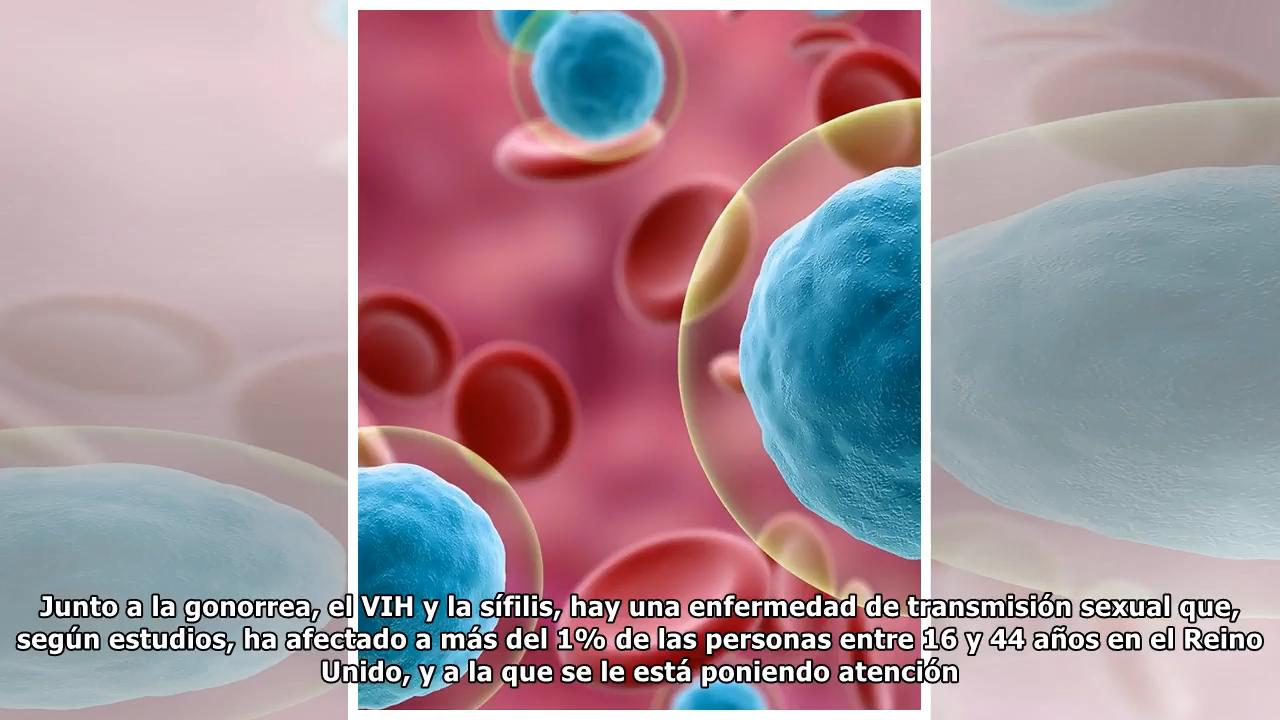 Junto a la gonorrea, el VIH y la sífilis, hay una enfermedad de transmisión sexual que,
según estudios, ha afectado a más del 1% de las personas entre 16 y 44 años en el Reino
Unido, y a la que se le está poniendo atención